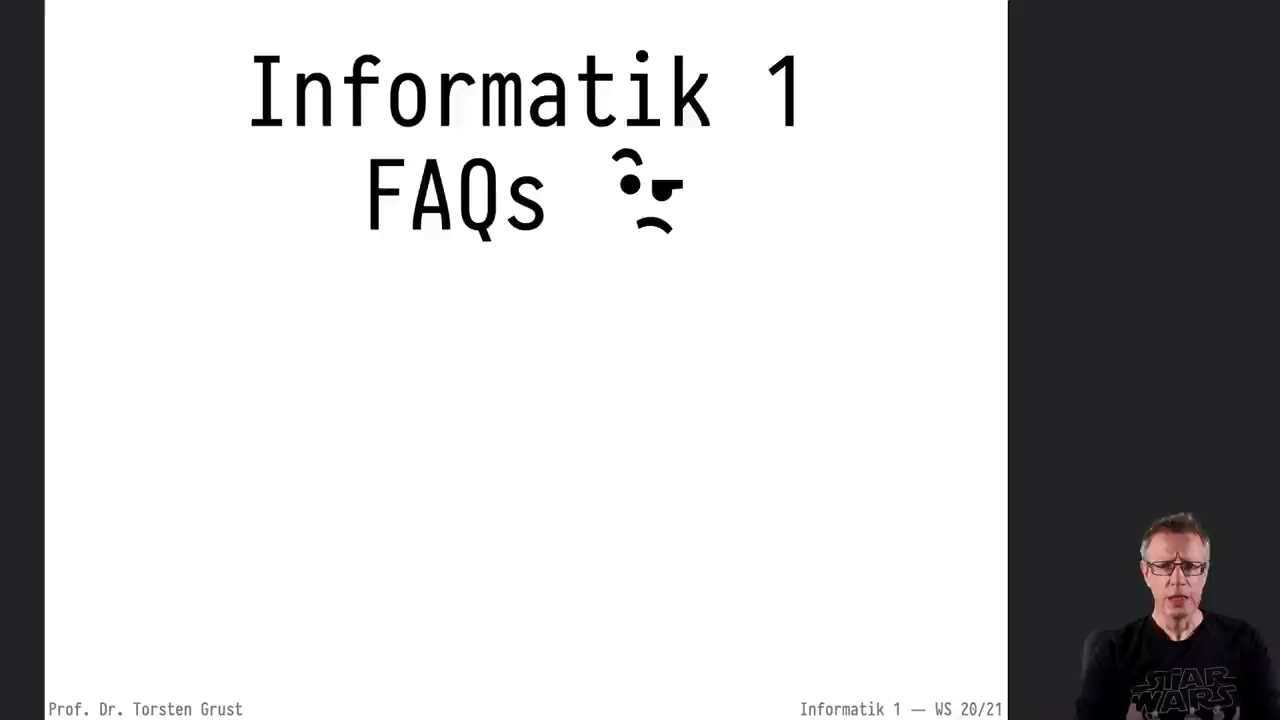 Informatik 1
FAQs
Prof. Dr. Torsten Grust
Informatik 1 — WS 20/21
STAR
WARS